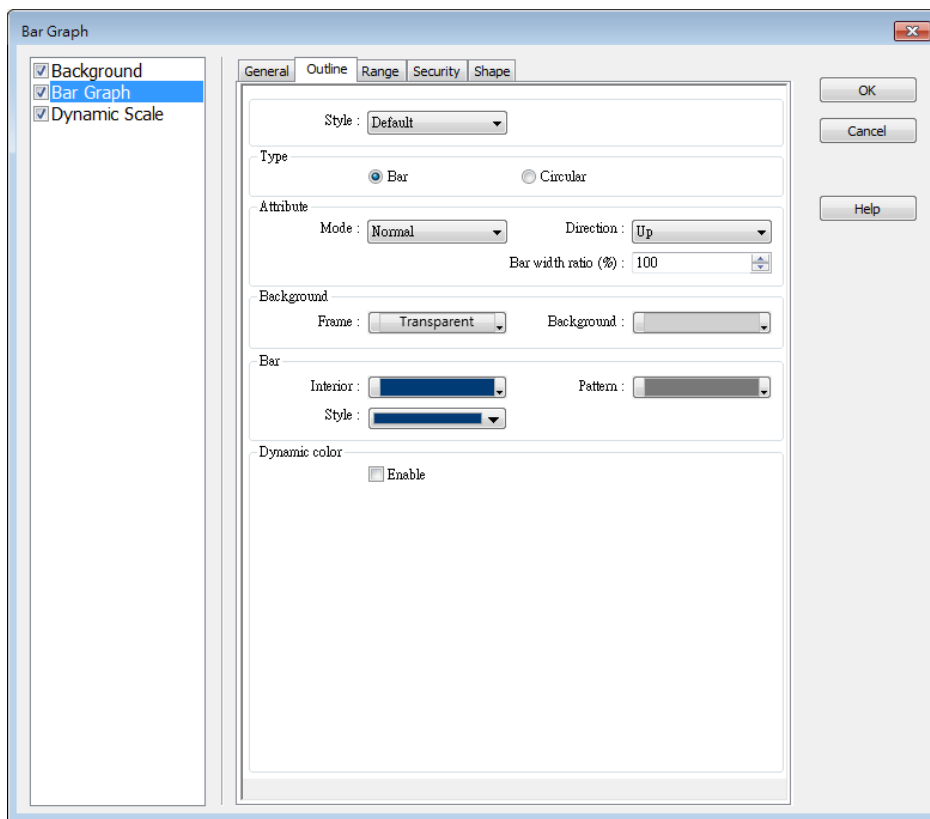 Bar Graph
Background
Bar Graph
Dynamic Scale
General Outline Range Security Shape
Style : Default
Type
Bar Circular
Attribute
Mode : Normal Direction : Up
Bar width ratio (%) : 100
Background
Frame : Transparent Background :
Bar
Interior : Pattern :
Style :
Dynamic color
Enable
OK
Cancel
Help